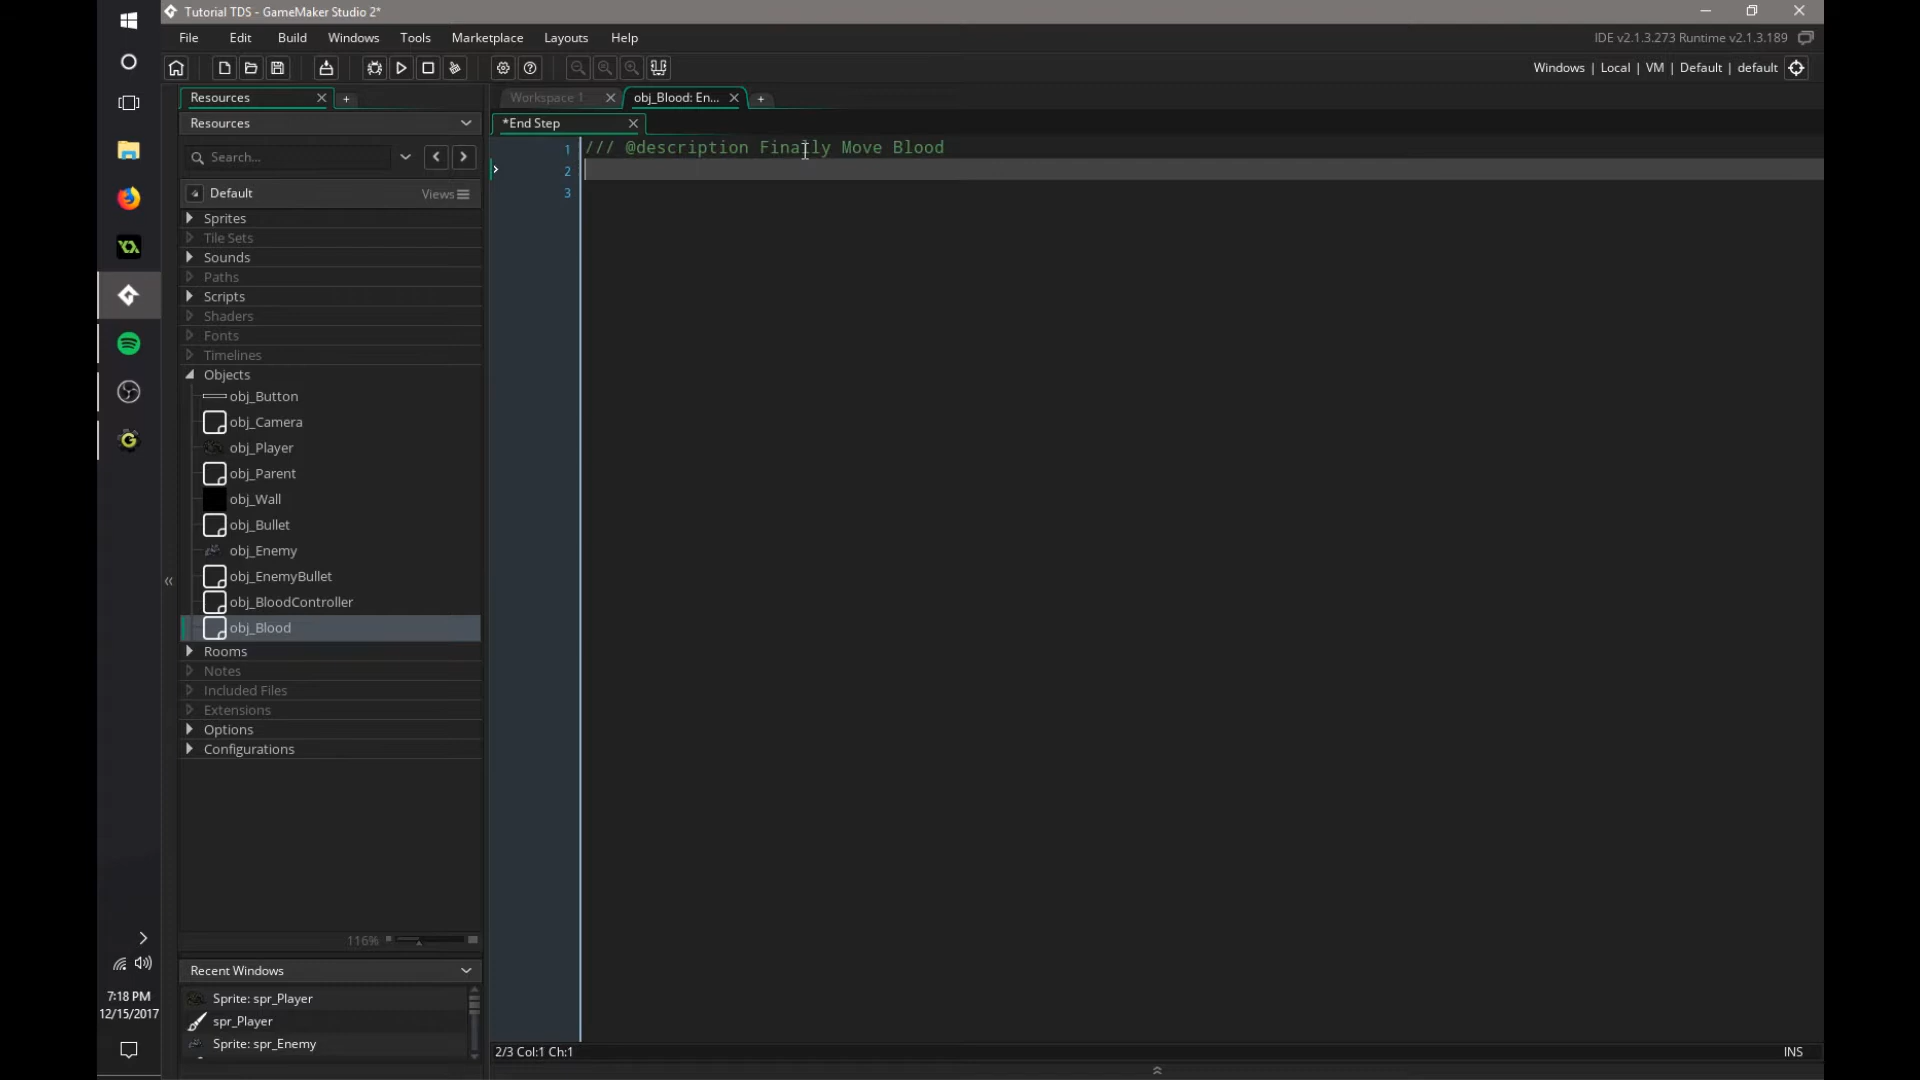 Tutorial TDS - GameMaker Studio 2*
File Edit Build Windows Tools Marketplace Layouts Help
IDE v2.1.3.273 Runtime v2.1.3.189
Windows | Local | VM | Default | default
Resources
Workspace 1
obj_Blood: En...
Resources
*End Step
Search...
Default
Views
Sprites
Tile Sets
Sounds
Paths
Scripts
Shaders
Fonts
Timelines
Objects
obj_Button
obj_Camera
obj_Player
obj_Parent
obj_Wall
obj_Bullet
obj_Enemy
obj_EnemyBullet
obj_BloodController
obj_Blood
Rooms
Notes
Included Files
Extensions
Options
Configurations
116%
Recent Windows
Sprite: spr_Player
spr_Player
Sprite: spr_Enemy
1 /// @description Finally Move Blood
2
3
2/3 Col:1 Ch:1
INS
7:18 PM
12/15/2017